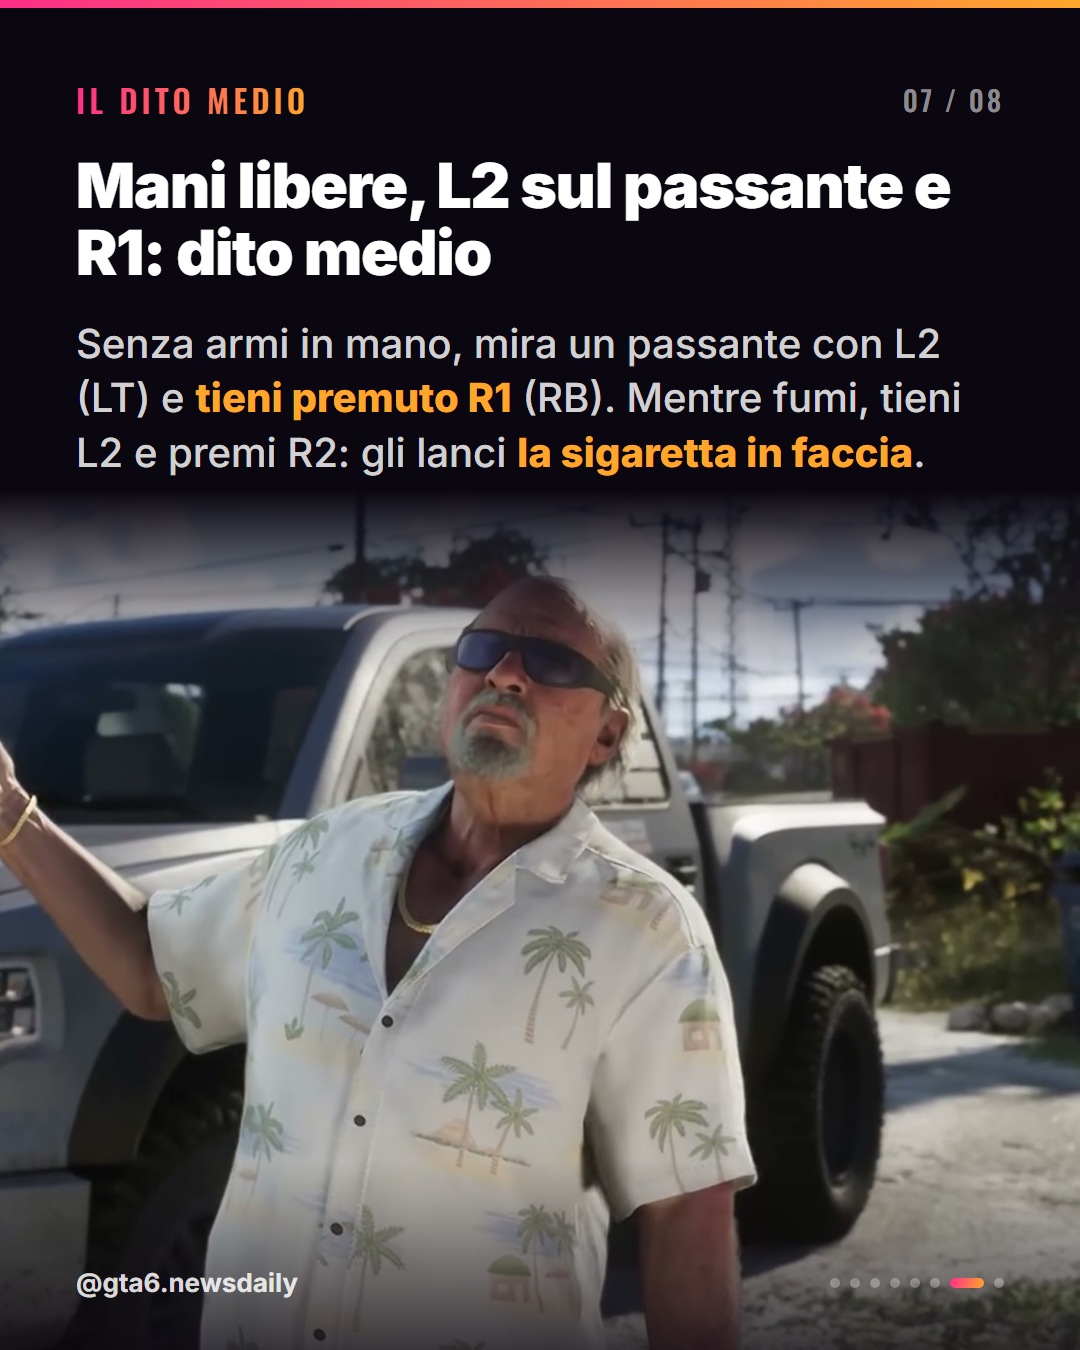 IL DITO MEDIO
07 / 08
Mani libere, L2 sul passante e
R1: dito medio
Senza armi in mano, mira un passante con L2
(LT) e tieni premuto R1 (RB). Mentre fumi, tieni
L2 e premi R2: gli lanci la sigaretta in faccia.
@gta6.newsdaily